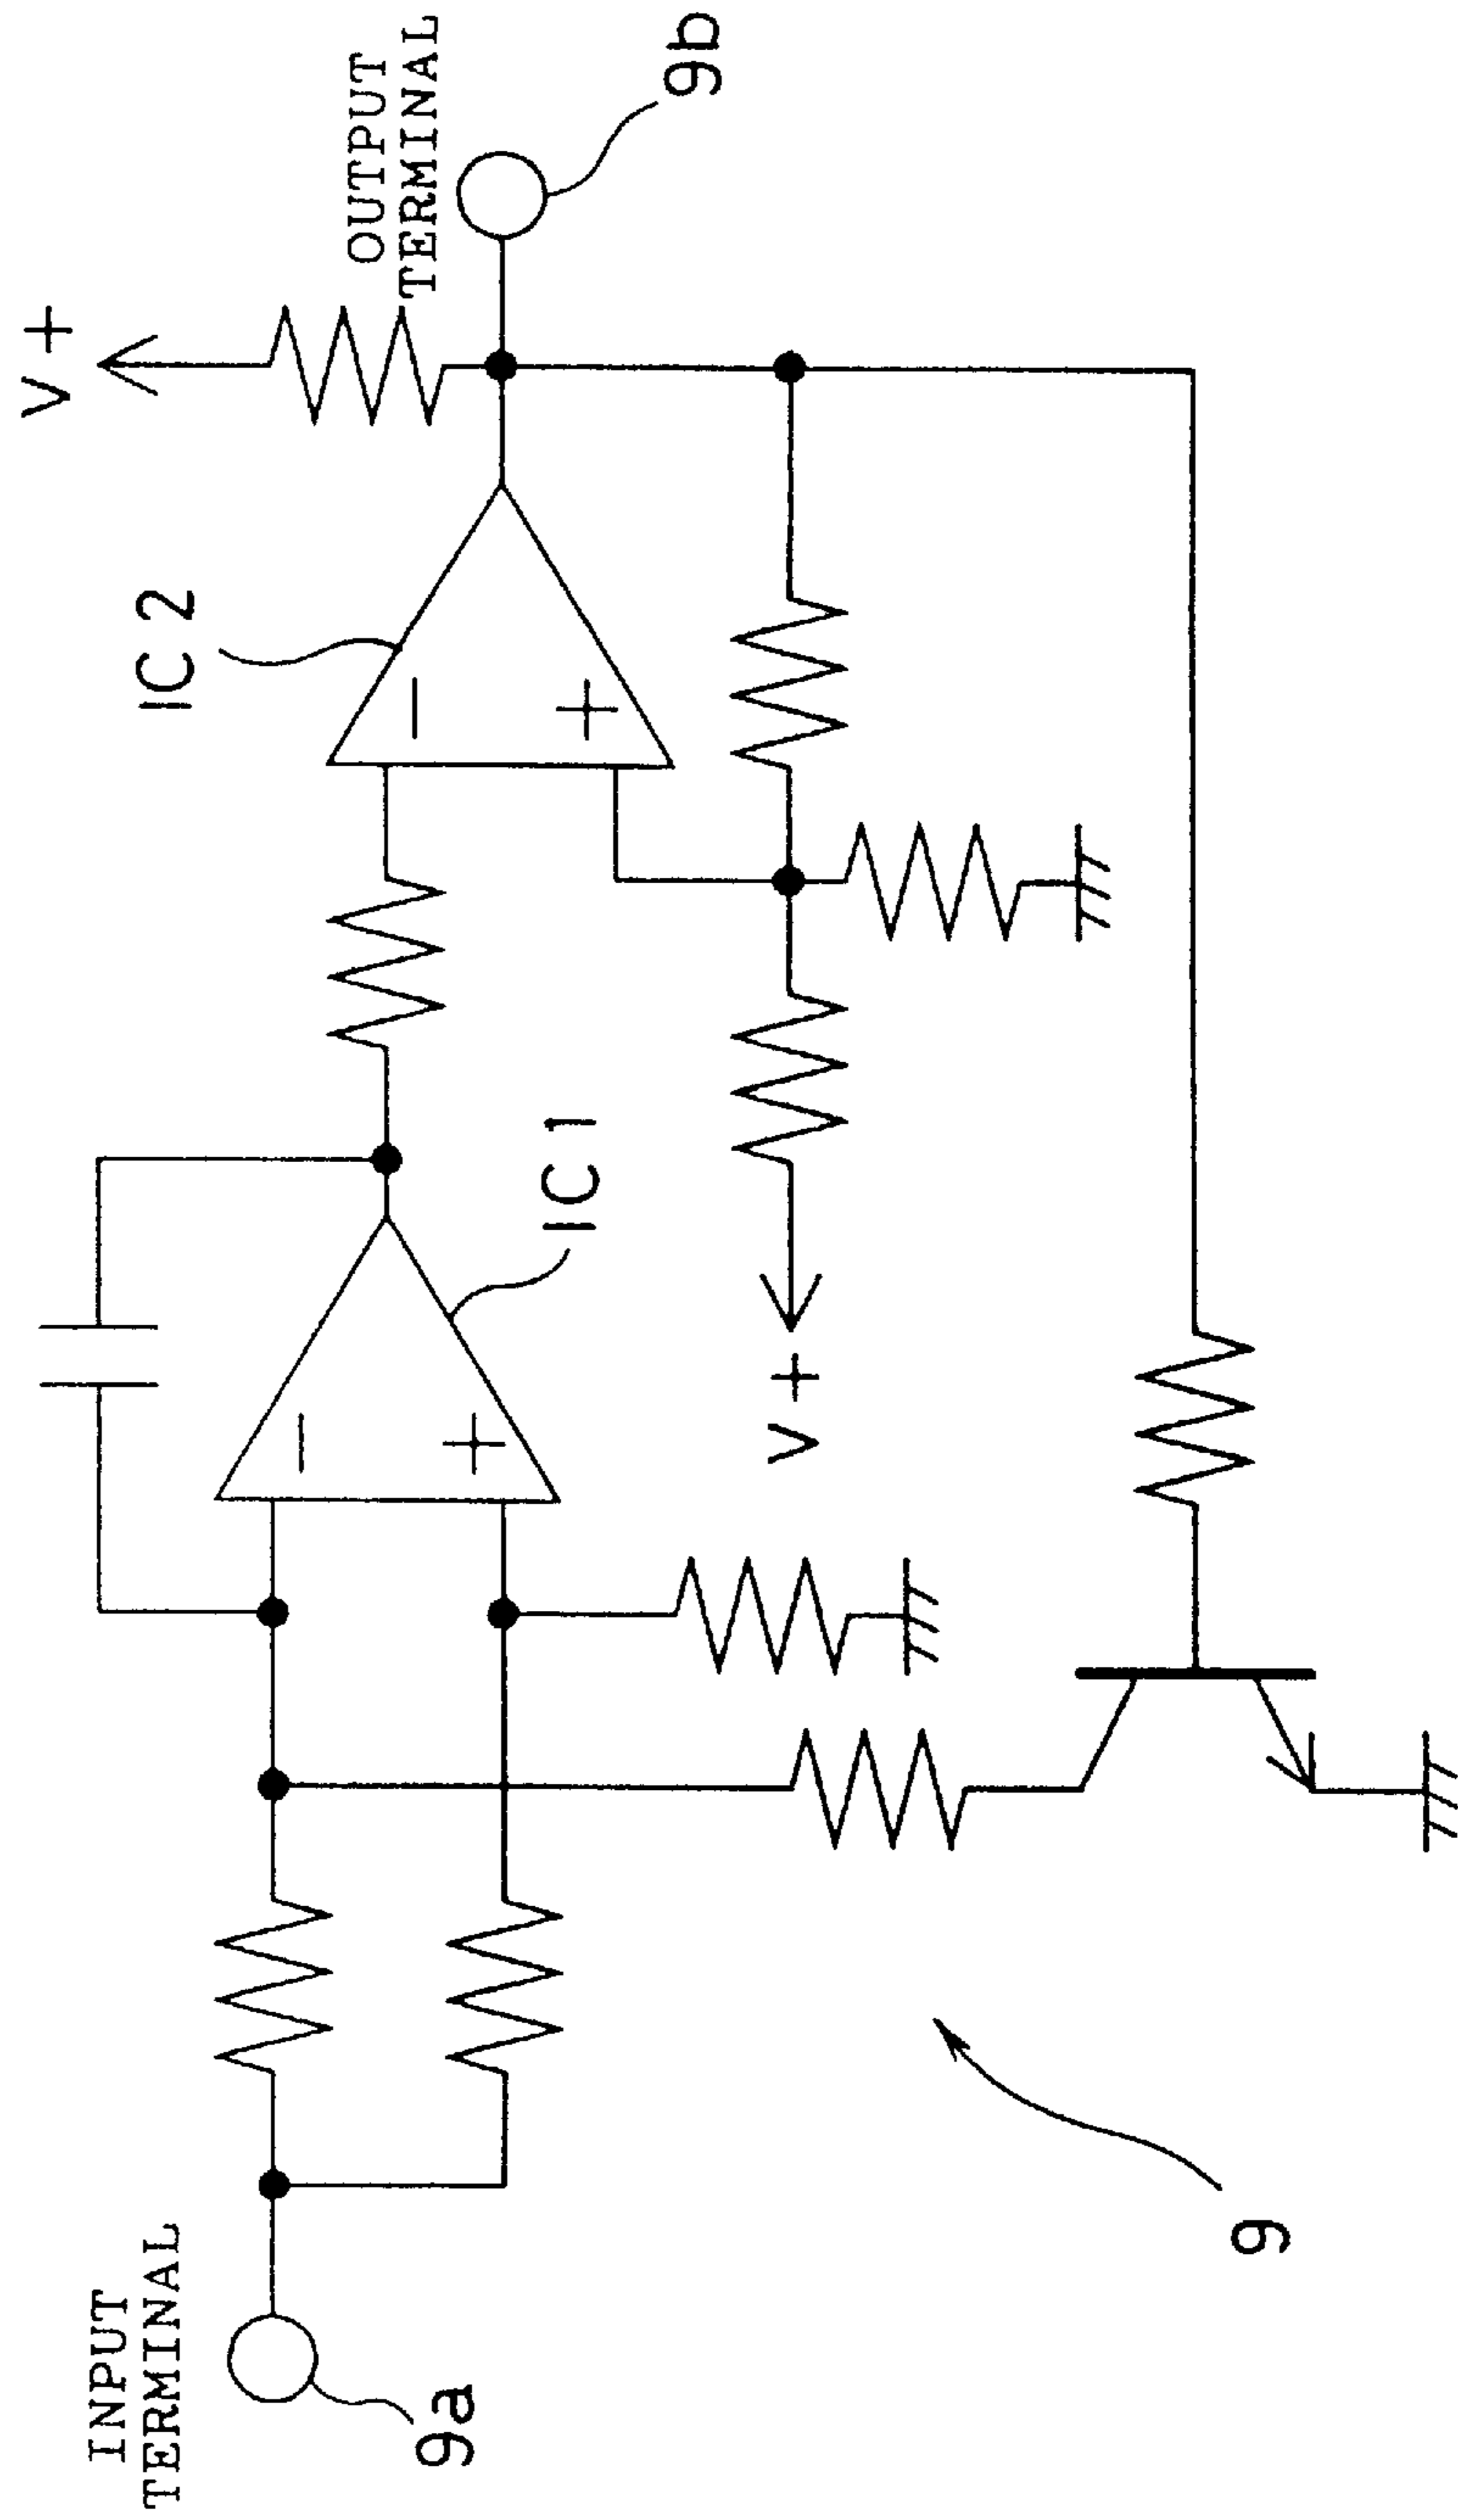 INPUT
TERMINAL
9a
IC 1
V +
IC 2
V +
OUTPUT
TERMINAL
9b
9